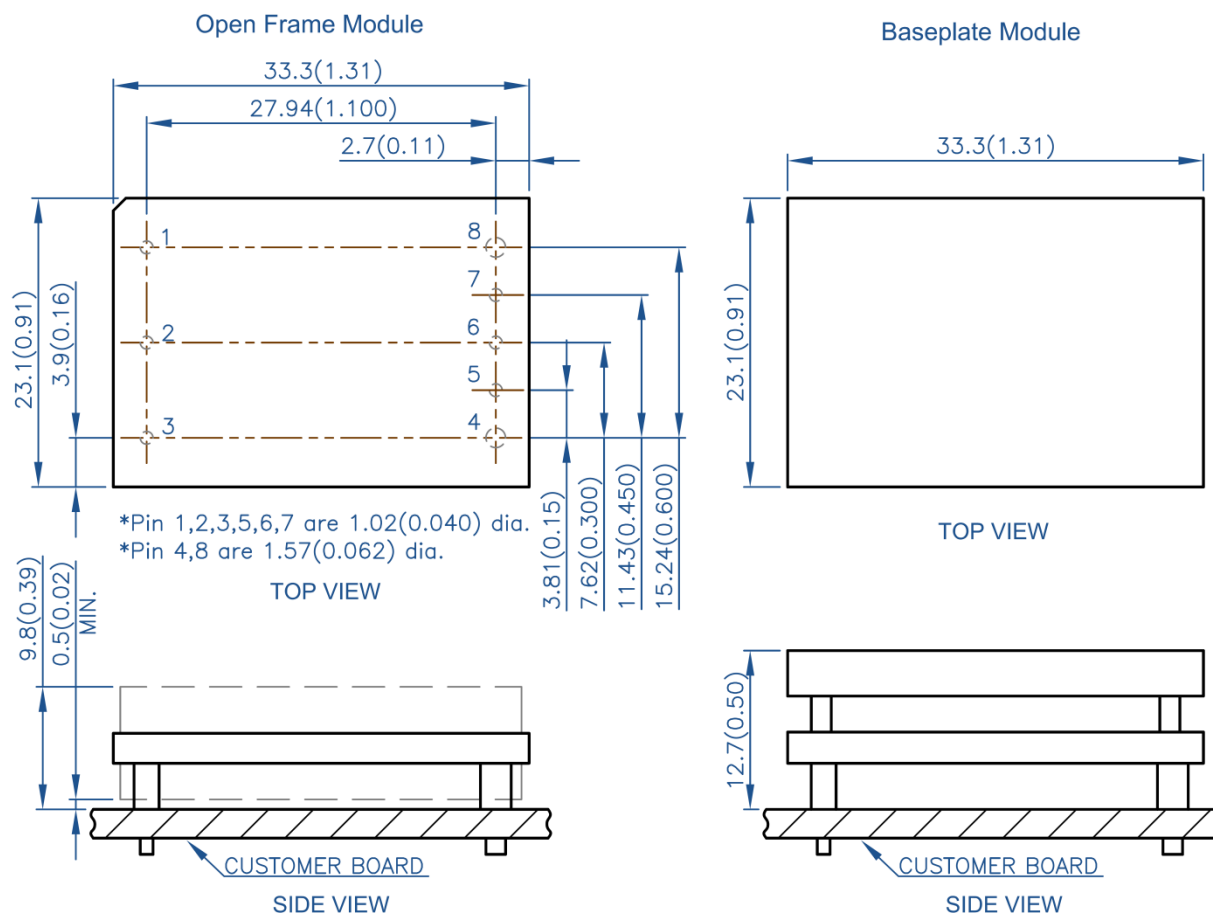 Open Frame Module
33.3(1.31)
27.94(1.100)
2.7(0.11)
23.1(0.91)
3.9(0.16)
1
2
3
8
7
6
5
4
3.81(0.15)
7.62(0.300)
11.43(0.450)
15.24(0.600)
*Pin 1,2,3,5,6,7 are 1.02(0.040) dia.
*Pin 4,8 are 1.57(0.062) dia.
TOP VIEW
9.8(0.39)
0.5(0.02)
MIN.
CUSTOMER BOARD
SIDE VIEW
Baseplate Module
33.3(1.31)
23.1(0.91)
TOP VIEW
12.7(0.50)
CUSTOMER BOARD
SIDE VIEW